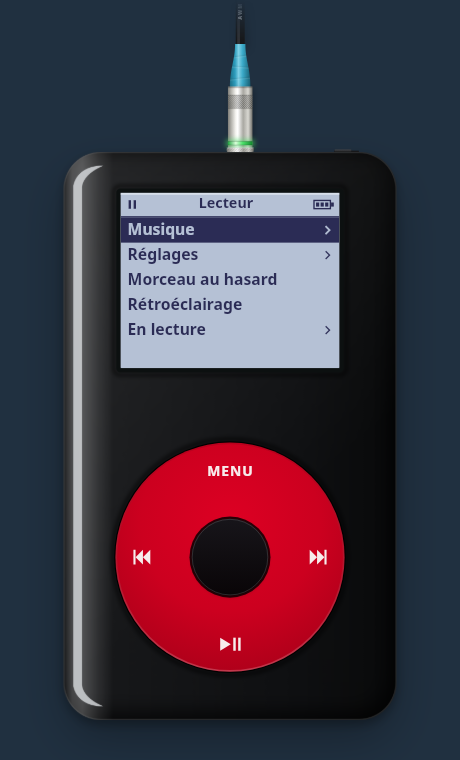 Lecteur
Musique
Réglages
Morceau au hasard
Rétroéclairage
En lecture
MENU